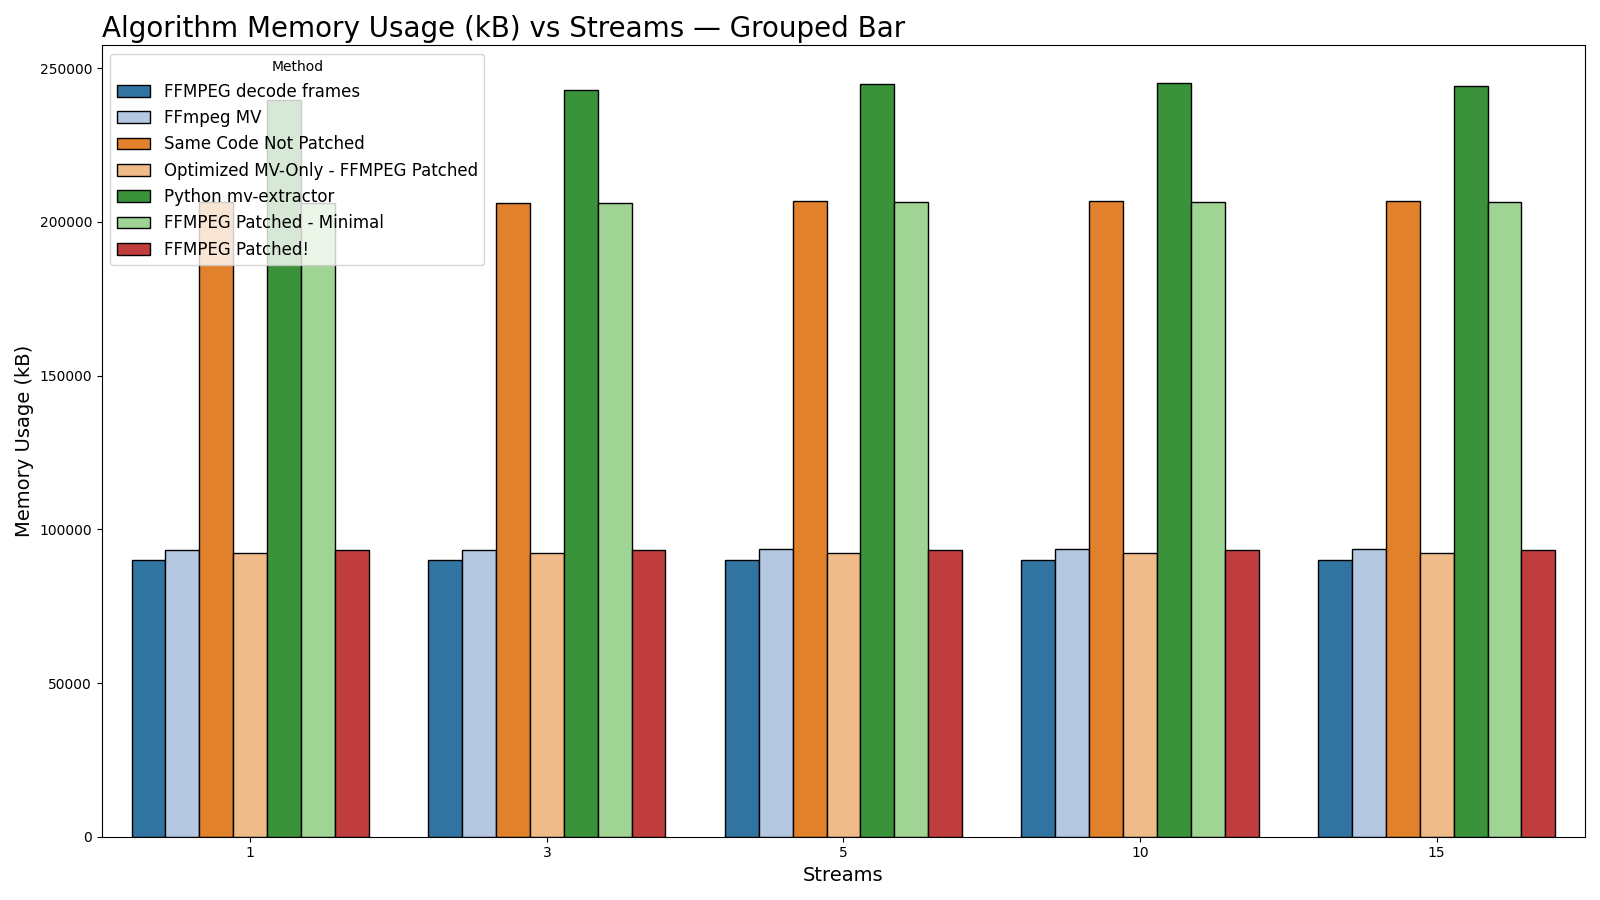 Algorithm Memory Usage (kB) vs Streams — Grouped Bar
Method
FFMPEG decode frames
FFmpeg MV
Same Code Not Patched
Optimized MV-Only - FFMPEG Patched
Python mv-extractor
FFMPEG Patched - Minimal
FFMPEG Patched!
Memory Usage (kB)
250000
200000
150000
100000
50000
0
1 3 5 10 15
Streams